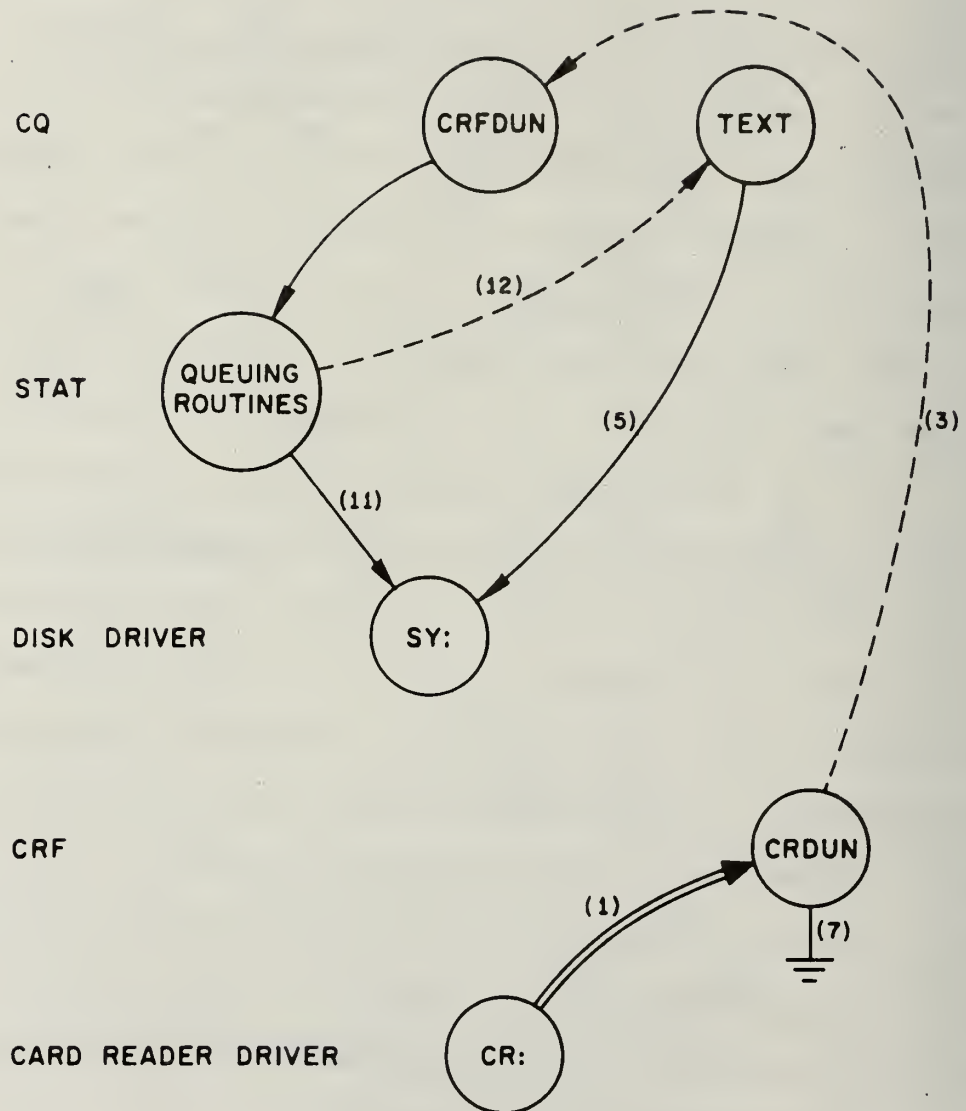 CQ
CRFDUN
TEXT
(12)
STAT
QUEUING
ROUTINES
(5)
(3)
(11)
DISK DRIVER
SY:
CRF
CRDUN
(1)
(7)
CARD READER DRIVER
CR: